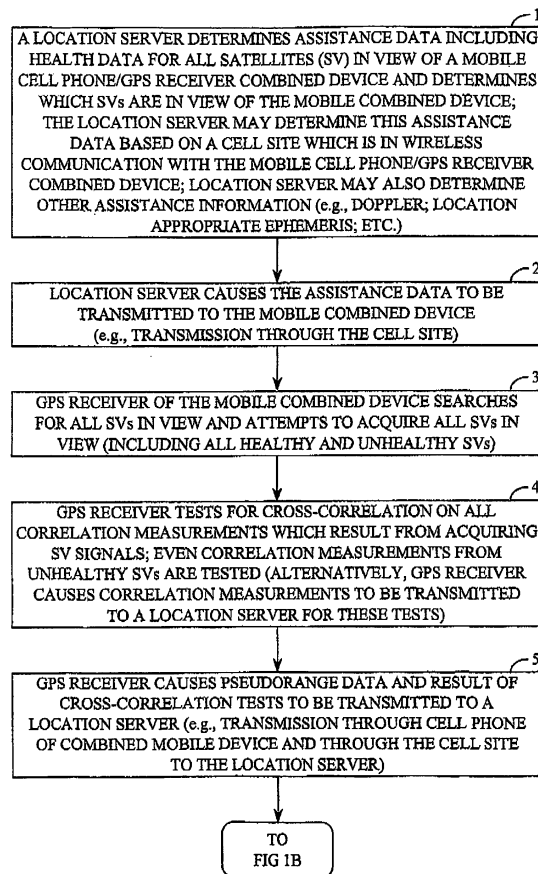 1
A LOCATION SERVER DETERMINES ASSISTANCE DATA INCLUDING
HEALTH DATA FOR ALL SATELLITES (SV) IN VIEW OF A MOBILE
CELL PHONE/GPS RECEIVER COMBINED DEVICE AND DETERMINES
WHICH SVs ARE IN VIEW OF THE MOBILE COMBINED DEVICE;
THE LOCATION SERVER MAY DETERMINE THIS ASSISTANCE
DATA BASED ON A CELL SITE WHICH IS IN WIRELESS
COMMUNICATION WITH THE MOBILE CELL PHONE/GPS RECEIVER
COMBINED DEVICE; LOCATION SERVER MAY ALSO DETERMINE
OTHER ASSISTANCE INFORMATION (e.g., DOPPLER; LOCATION
APPROPRIATE EPHEMERIS; ETC.)
2
LOCATION SERVER CAUSES THE ASSISTANCE DATA TO BE
TRANSMITTED TO THE MOBILE COMBINED DEVICE
(e.g., TRANSMISSION THROUGH THE CELL SITE)
3
GPS RECEIVER OF THE MOBILE COMBINED DEVICE SEARCHES
FOR ALL SVs IN VIEW AND ATTEMPTS TO ACQUIRE ALL SVs IN
VIEW (INCLUDING ALL HEALTHY AND UNHEALTHY SVs)
4
GPS RECEIVER TESTS FOR CROSS-CORRELATION ON ALL
CORRELATION MEASUREMENTS WHICH RESULT FROM ACQUIRING
SV SIGNALS; EVEN CORRELATION MEASUREMENTS FROM
UNHEALTHY SVs ARE TESTED (ALTERNATIVELY, GPS RECEIVER
CAUSES CORRELATION MEASUREMENTS TO BE TRANSMITTED
TO A LOCATION SERVER FOR THESE TESTS)
5
GPS RECEIVER CAUSES PSEUDORANGE DATA AND RESULT OF
CROSS-CORRELATION TESTS TO BE TRANSMITTED TO A
LOCATION SERVER (e.g., TRANSMISSION THROUGH CELL PHONE
OF COMBINED MOBILE DEVICE AND THROUGH THE CELL SITE
TO THE LOCATION SERVER)
TO
FIG 1B